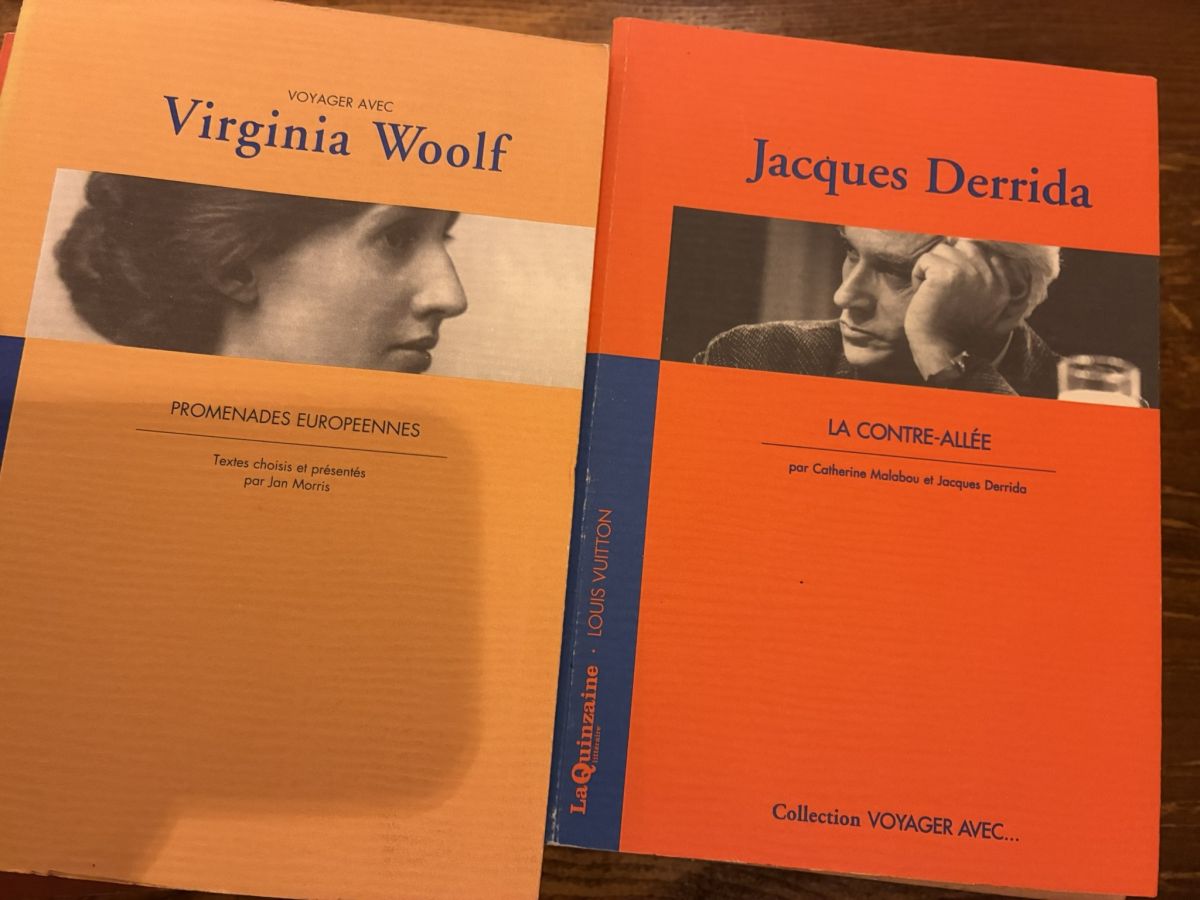 VOYAGER AVEC
Virginia Woolf
PROMENADES EUROPEENNES
Textes choisis et présentés
par Jan Morris
Jacques Derrida
LA CONTRE-ALLÉE
par Catherine Malabou et Jacques Derrida
Collection VOYAGER AVEC...
LaQuinzaine littéraire · LOUIS VUITTON